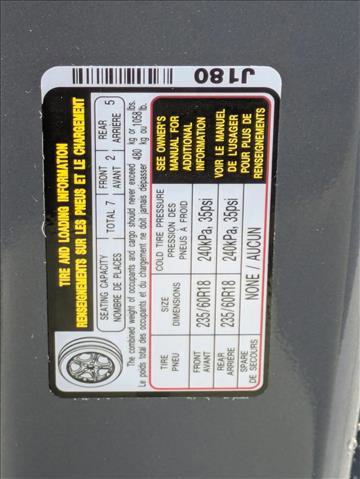 J180
TIRE AND LOADING INFORMATION
RENSEIGNEMENTS SUR LES PNEUS ET LE CHARGEMENT
SEATING CAPACITY TOTAL 7 FRONT 2 REAR 5
NOMBRE DE PLACES AVANT ARRIÈRE
The combined weight of occupants and cargo should never exceed 480 kg or 1058 lb.
Le poids total des occupants et du chargement ne doit jamais dépasser kg ou lb.
TIRE SIZE COLD TIRE PRESSURE
PNEU DIMENSIONS PRESSION DES
PNEUS À FROID
FRONT 235/60R18 240kPa, 35psi
AVANT
REAR 235/60R18 240kPa, 35psi
ARRIÈRE
SPARE NONE / AUCUN
DE SECOURS
SEE OWNER'S
MANUAL FOR
ADDITIONAL
INFORMATION
VOIR LE MANUEL
DE L'USAGER
POUR PLUS DE
RENSEIGNEMENTS